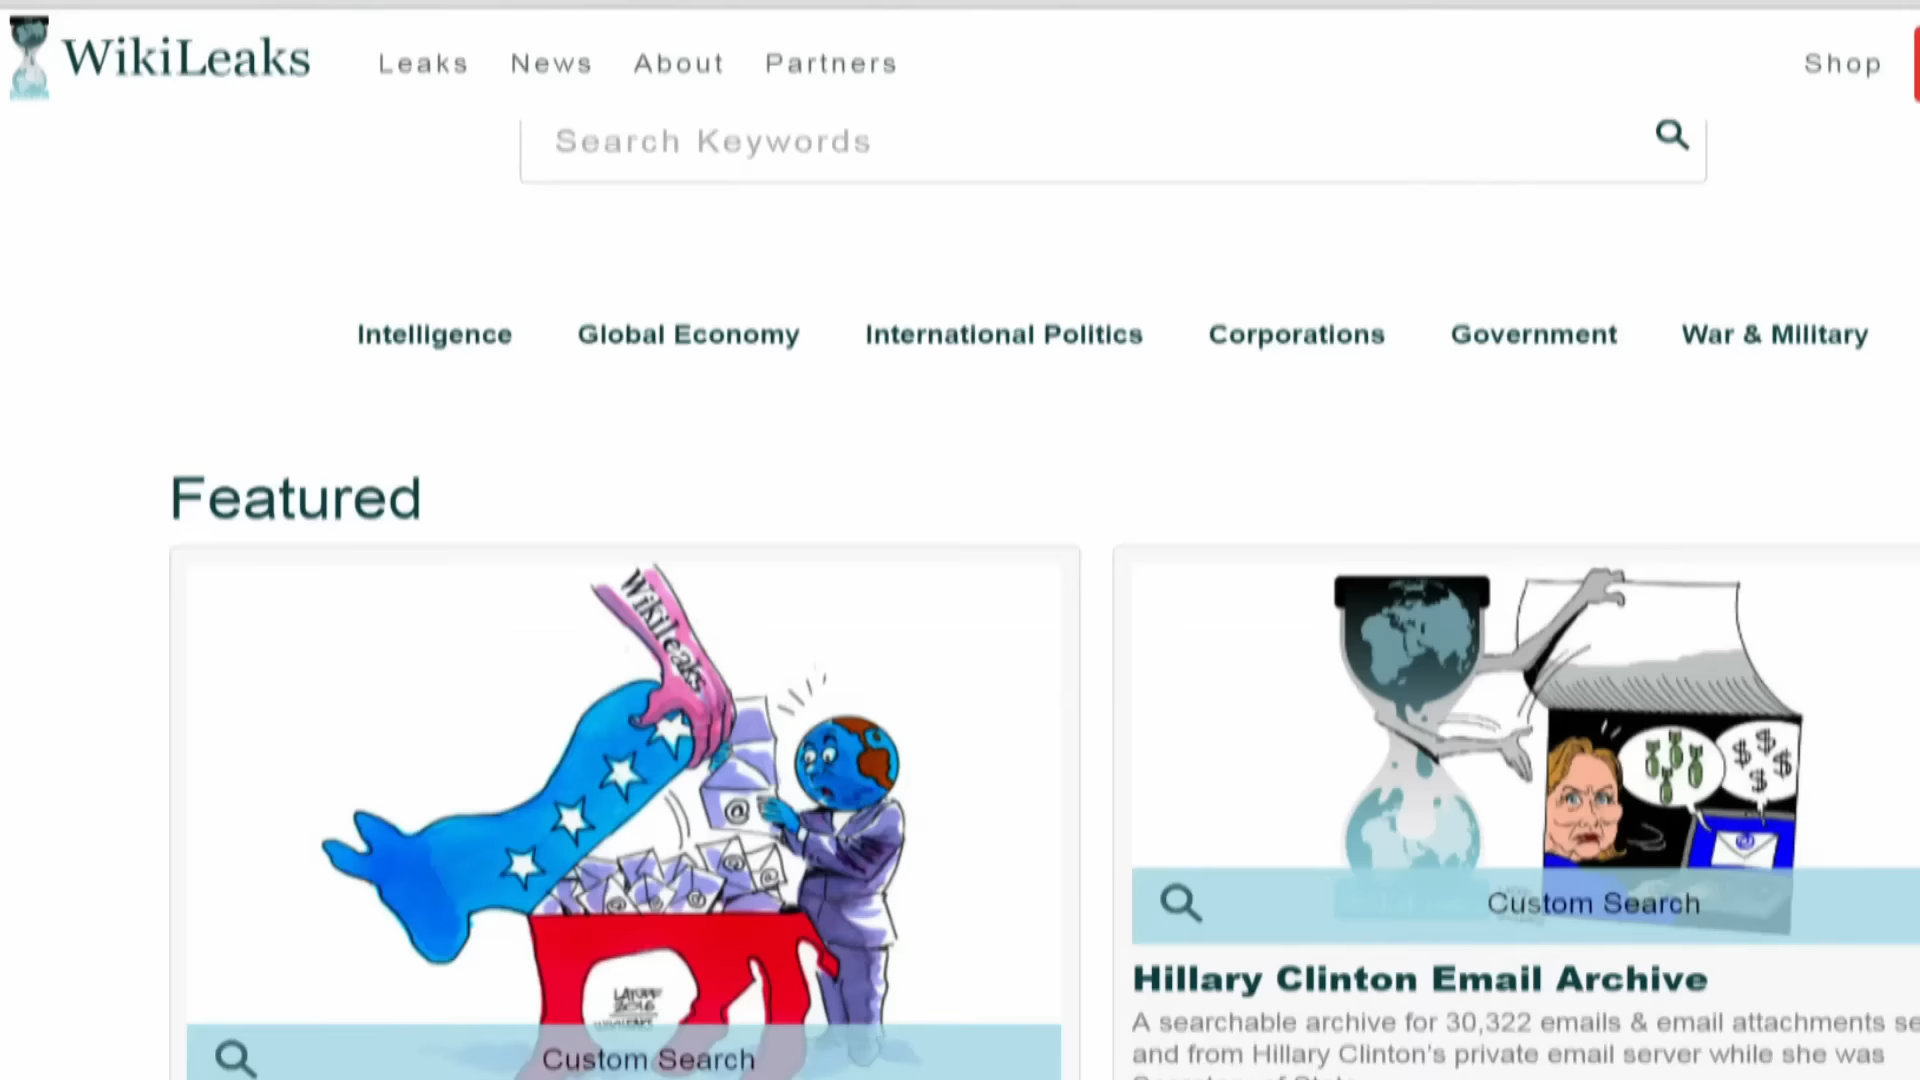 WikiLeaks
Leaks News About Partners
Shop
Search Keywords
Intelligence Global Economy International Politics Corporations Government War & Military
Featured
Wikileaks
@
@
@
Custom Search
$ $ $ $
@
Custom Search
Hillary Clinton Email Archive
A searchable archive for 30,322 emails & email attachments se
and from Hillary Clinton's private email server while she was